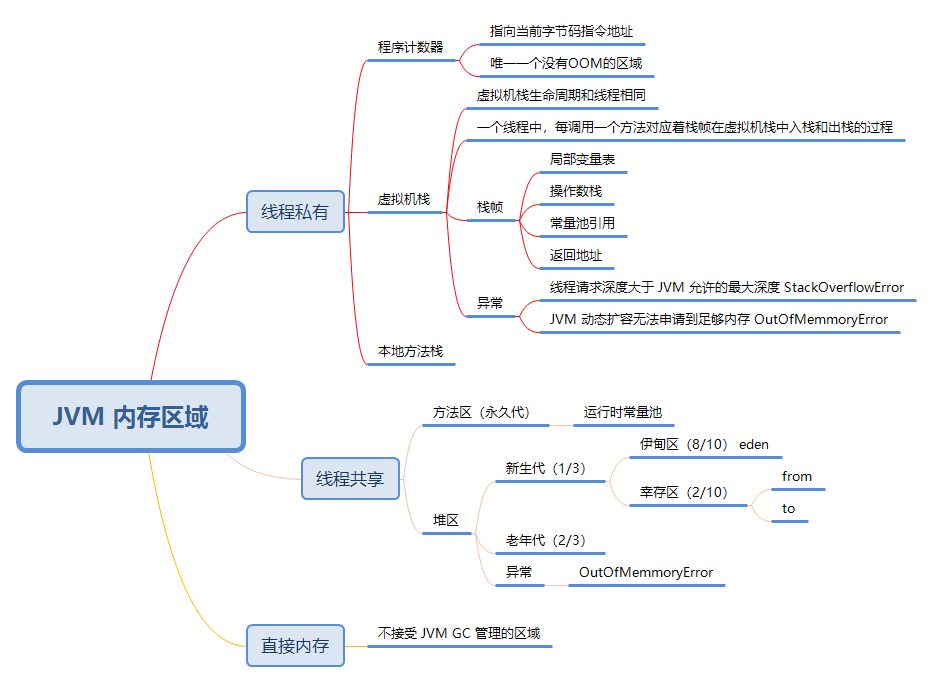 JVM 内存区域
线程私有
程序计数器
指向当前字节码指令地址
唯一一个没有OOM的区域
虚拟机栈
虚拟机栈生命周期和线程相同
一个线程中，每调用一个方法对应着栈帧在虚拟机栈中入栈和出栈的过程
栈帧
局部变量表
操作数栈
常量池引用
返回地址
异常
线程请求深度大于 JVM 允许的最大深度 StackOverflowError
JVM 动态扩容无法申请到足够内存 OutOfMemmoryError
本地方法栈
线程共享
方法区（永久代）
运行时常量池
堆区
新生代（1/3）
伊甸区（8/10） eden
幸存区（2/10）
from
to
老年代（2/3）
异常
OutOfMemmoryError
直接内存
不接受 JVM GC 管理的区域